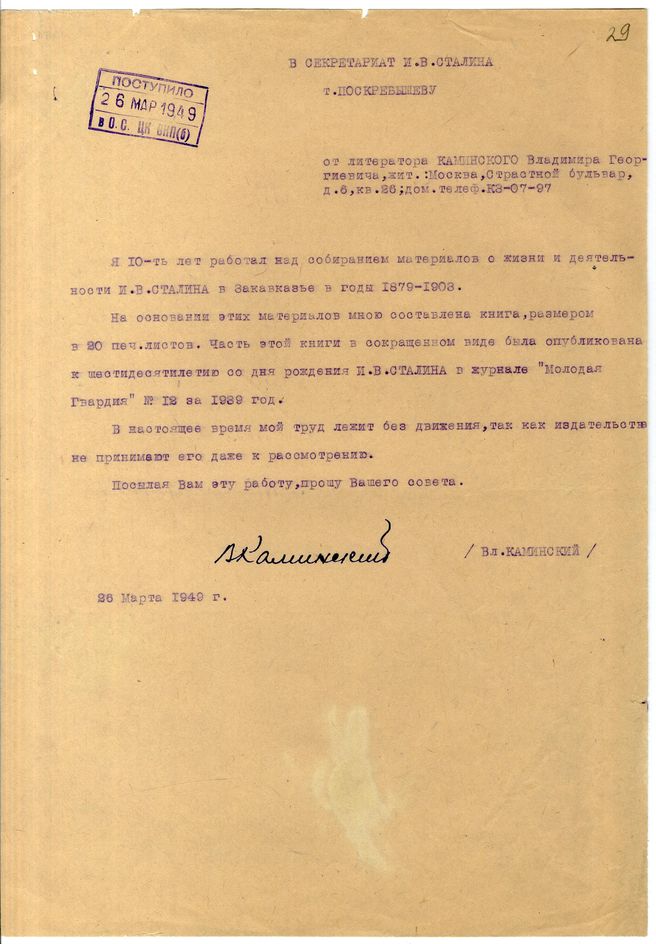 29
В СЕКРЕТАРИАТ И.В.СТАЛИНА
ПОСТУПИЛО
26 МАР 1949
в О.С. ЦК ВКП(б)
т.ПОСКРЕБЫШЕВУ
от литератора КАМИНСКОГО Владимира Геор-
гиевича,жит.:Москва,Страстной бульвар,
д.6,кв.26;дом.телеф.К3-07-97
Я 10-ть лет работал над собиранием материалов о жизни и деятель-
ности И.В.СТАЛИНА в Закавказье в годы 1879-1903.
На основании этих материалов мною составлена книга,размером
в 20 печ.листов. Часть этой книги в сокращенном виде была опубликована
к шестидесятилетию со дня рождения И.В.СТАЛИНА в журнале "Молодая
Гвардия" № 12 за 1939 год.
В настоящее время мой труд лежит без движения,так как издательства
не принимают его даже к рассмотрению.
Посылая Вам эту работу,прошу Вашего совета.
ВКаминский
/ Вл.КАМИНСКИЙ /
26 Марта 1949 г.